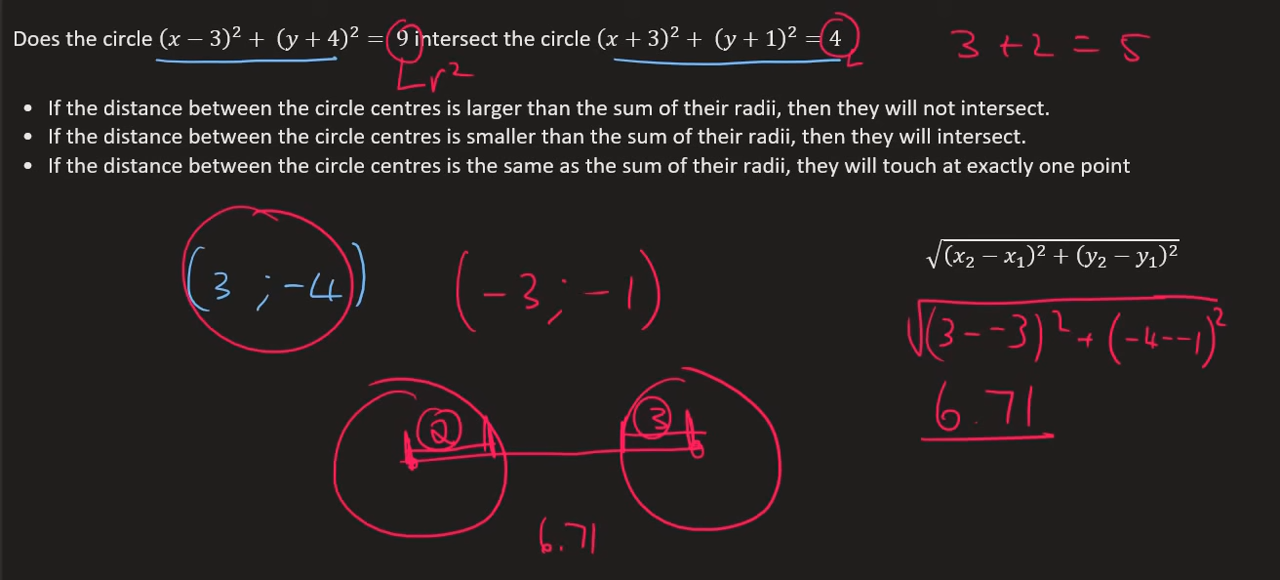 Does the circle (x − 3)² + (y + 4)² = 9 intersect the circle (x + 3)² + (y + 1)² = 4
3 + 2 = 5
r²
• If the distance between the circle centres is larger than the sum of their radii, then they will not intersect.
• If the distance between the circle centres is smaller than the sum of their radii, then they will intersect.
• If the distance between the circle centres is the same as the sum of their radii, they will touch at exactly one point
√(x₂ − x₁)² + (y₂ − y₁)²
(3 ; -4) (-3 ; -1)
√(3 - -3)² + (-4 - -1)²
6.71
2 3
6.71